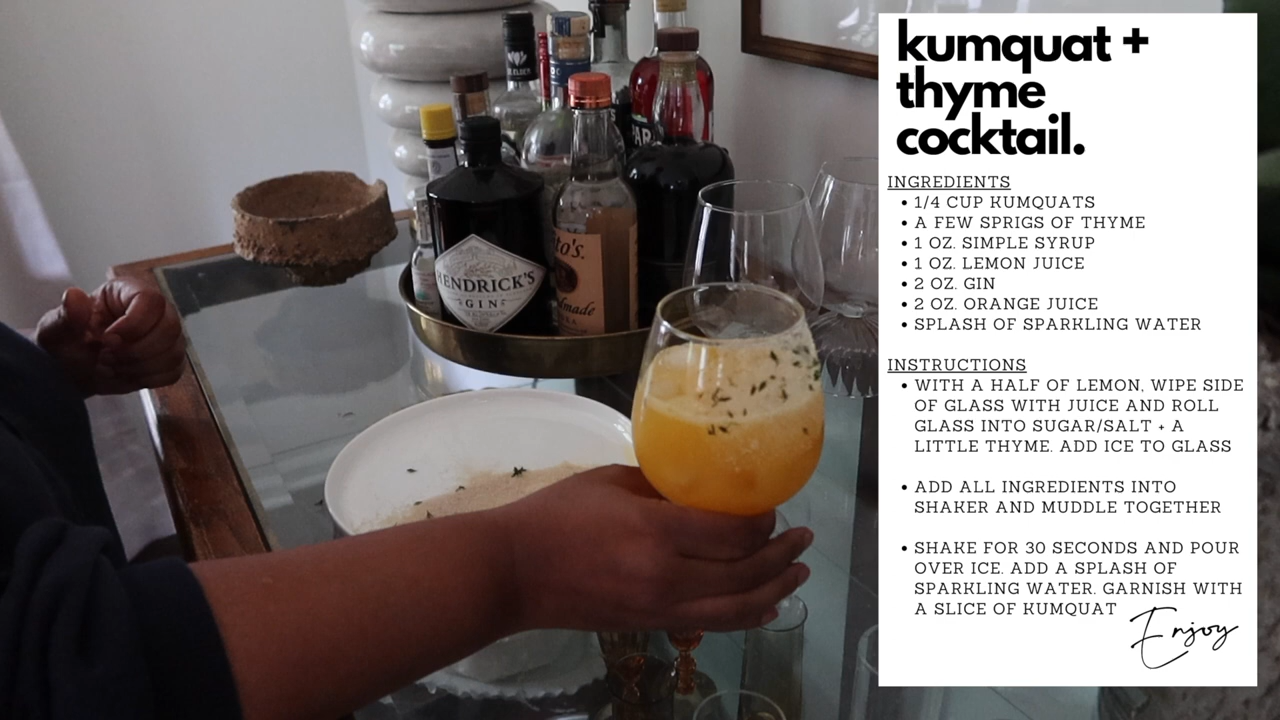 kumquat +
thyme
cocktail.
INGREDIENTS
• 1/4 CUP KUMQUATS
• A FEW SPRIGS OF THYME
• 1 OZ. SIMPLE SYRUP
• 1 OZ. LEMON JUICE
• 2 OZ. GIN
• 2 OZ. ORANGE JUICE
• SPLASH OF SPARKLING WATER
INSTRUCTIONS
• WITH A HALF OF LEMON, WIPE SIDE
OF GLASS WITH JUICE AND ROLL
GLASS INTO SUGAR/SALT + A
LITTLE THYME. ADD ICE TO GLASS
• ADD ALL INGREDIENTS INTO
SHAKER AND MUDDLE TOGETHER
• SHAKE FOR 30 SECONDS AND POUR
OVER ICE. ADD A SPLASH OF
SPARKLING WATER. GARNISH WITH
A SLICE OF KUMQUAT
Enjoy
HENDRICK'S
GIN